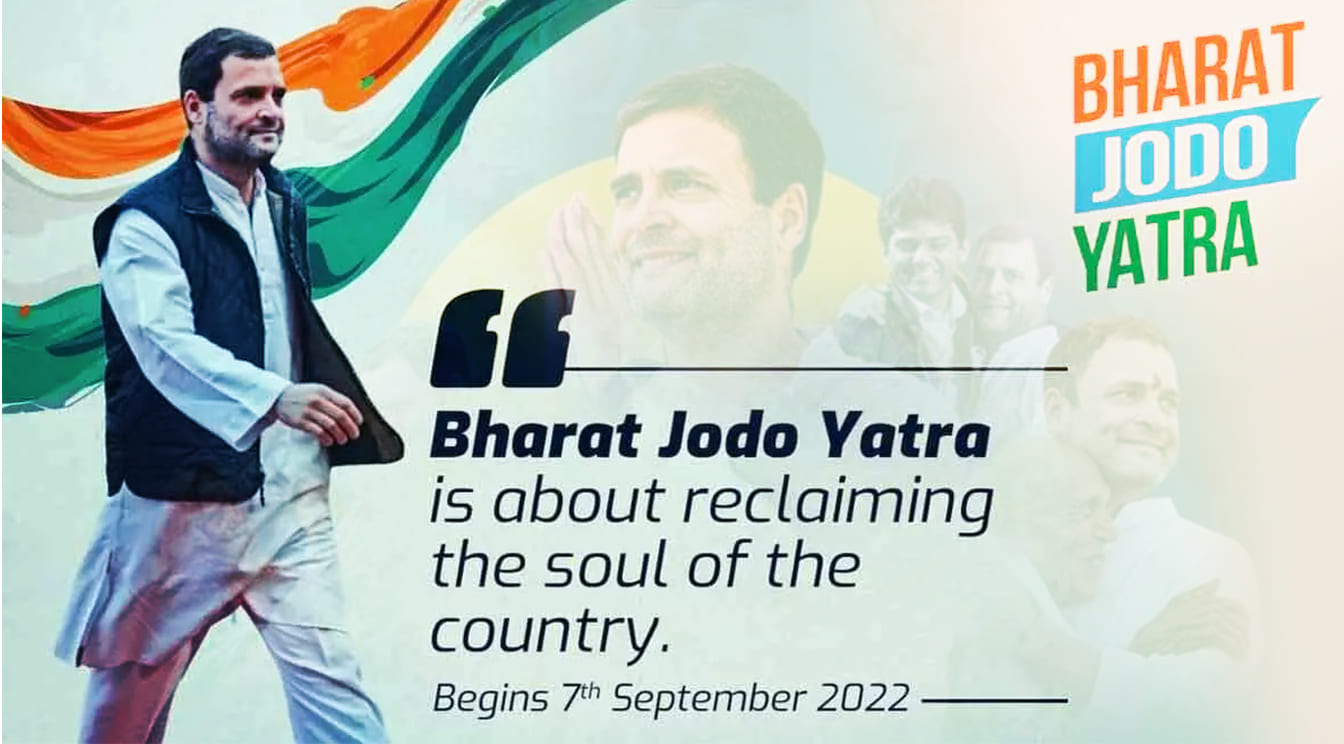 BHARAT
JODO
YATRA
“
Bharat Jodo Yatra
is about reclaiming
the soul of the
country.
Begins 7th September 2022